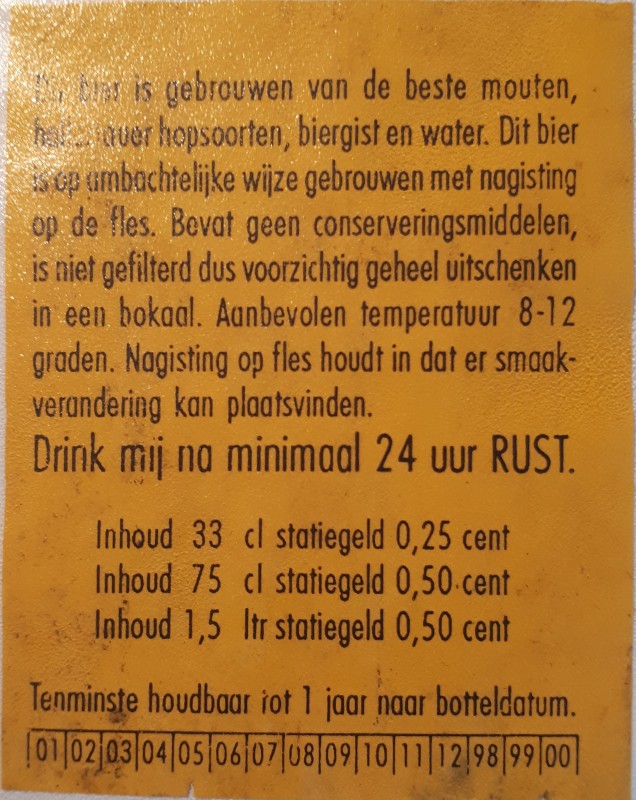 Dit bier is gebrouwen van de beste mouten,
hopsoorten, biergist en water. Dit bier
is op ambachtelijke wijze gebrouwen met nagisting
op de fles. Bevat geen conserveringsmiddelen,
is niet gefilterd dus voorzichtig geheel uitschenken
in een bokaal. Aanbevolen temperatuur 8-12
graden. Nagisting op fles houdt in dat er smaak-
verandering kan plaatsvinden.
Drink mij na minimaal 24 uur RUST.
Inhoud 33 cl statiegeld 0,25 cent
Inhoud 75 cl statiegeld 0,50 cent
Inhoud 1,5 ltr statiegeld 0,50 cent
Tenminste houdbaar tot 1 jaar naar botteldatum.
|01|02|03|04|05|06|07|08|09|10|11|12|98|99|00|